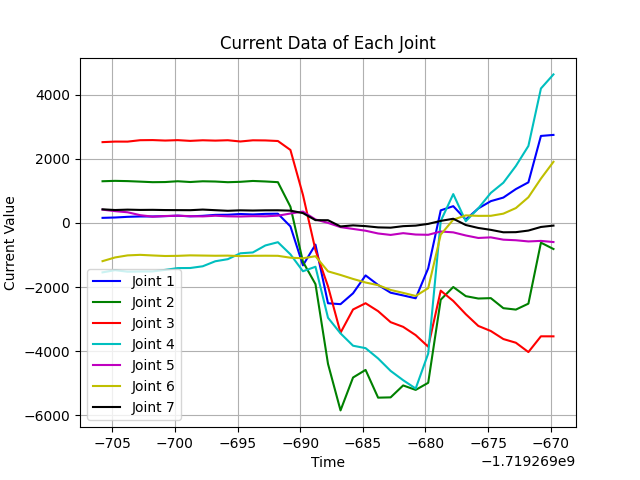 Current Data of Each Joint
Current Value
4000
2000
0
−2000
−4000
−6000
Joint 1
Joint 2
Joint 3
Joint 4
Joint 5
Joint 6
Joint 7
−705 −700 −695 −690 −685 −680 −675 −670
Time
−1.719269e9